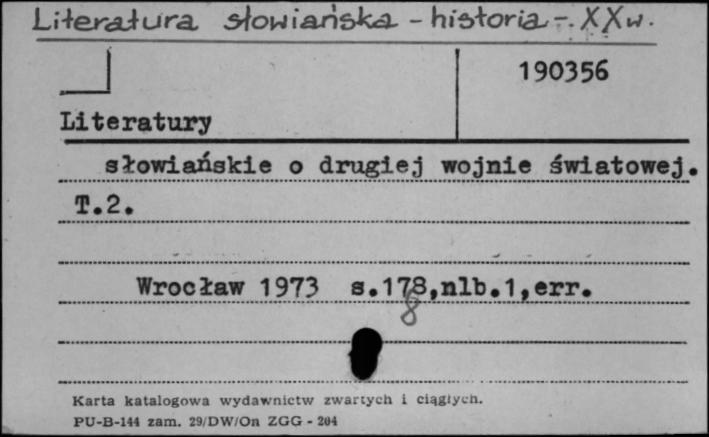 Literatura słowiańska - historia - XXw.
190356
Literatury
słowiańskie o drugiej wojnie światowej.
T.2.
Wrocław 1973 s.178,nlb.1,err.
8
Karta katalogowa wydawnictw zwartych i ciągłych.
PU-B-144 zam. 29/DW/On ZGG - 204